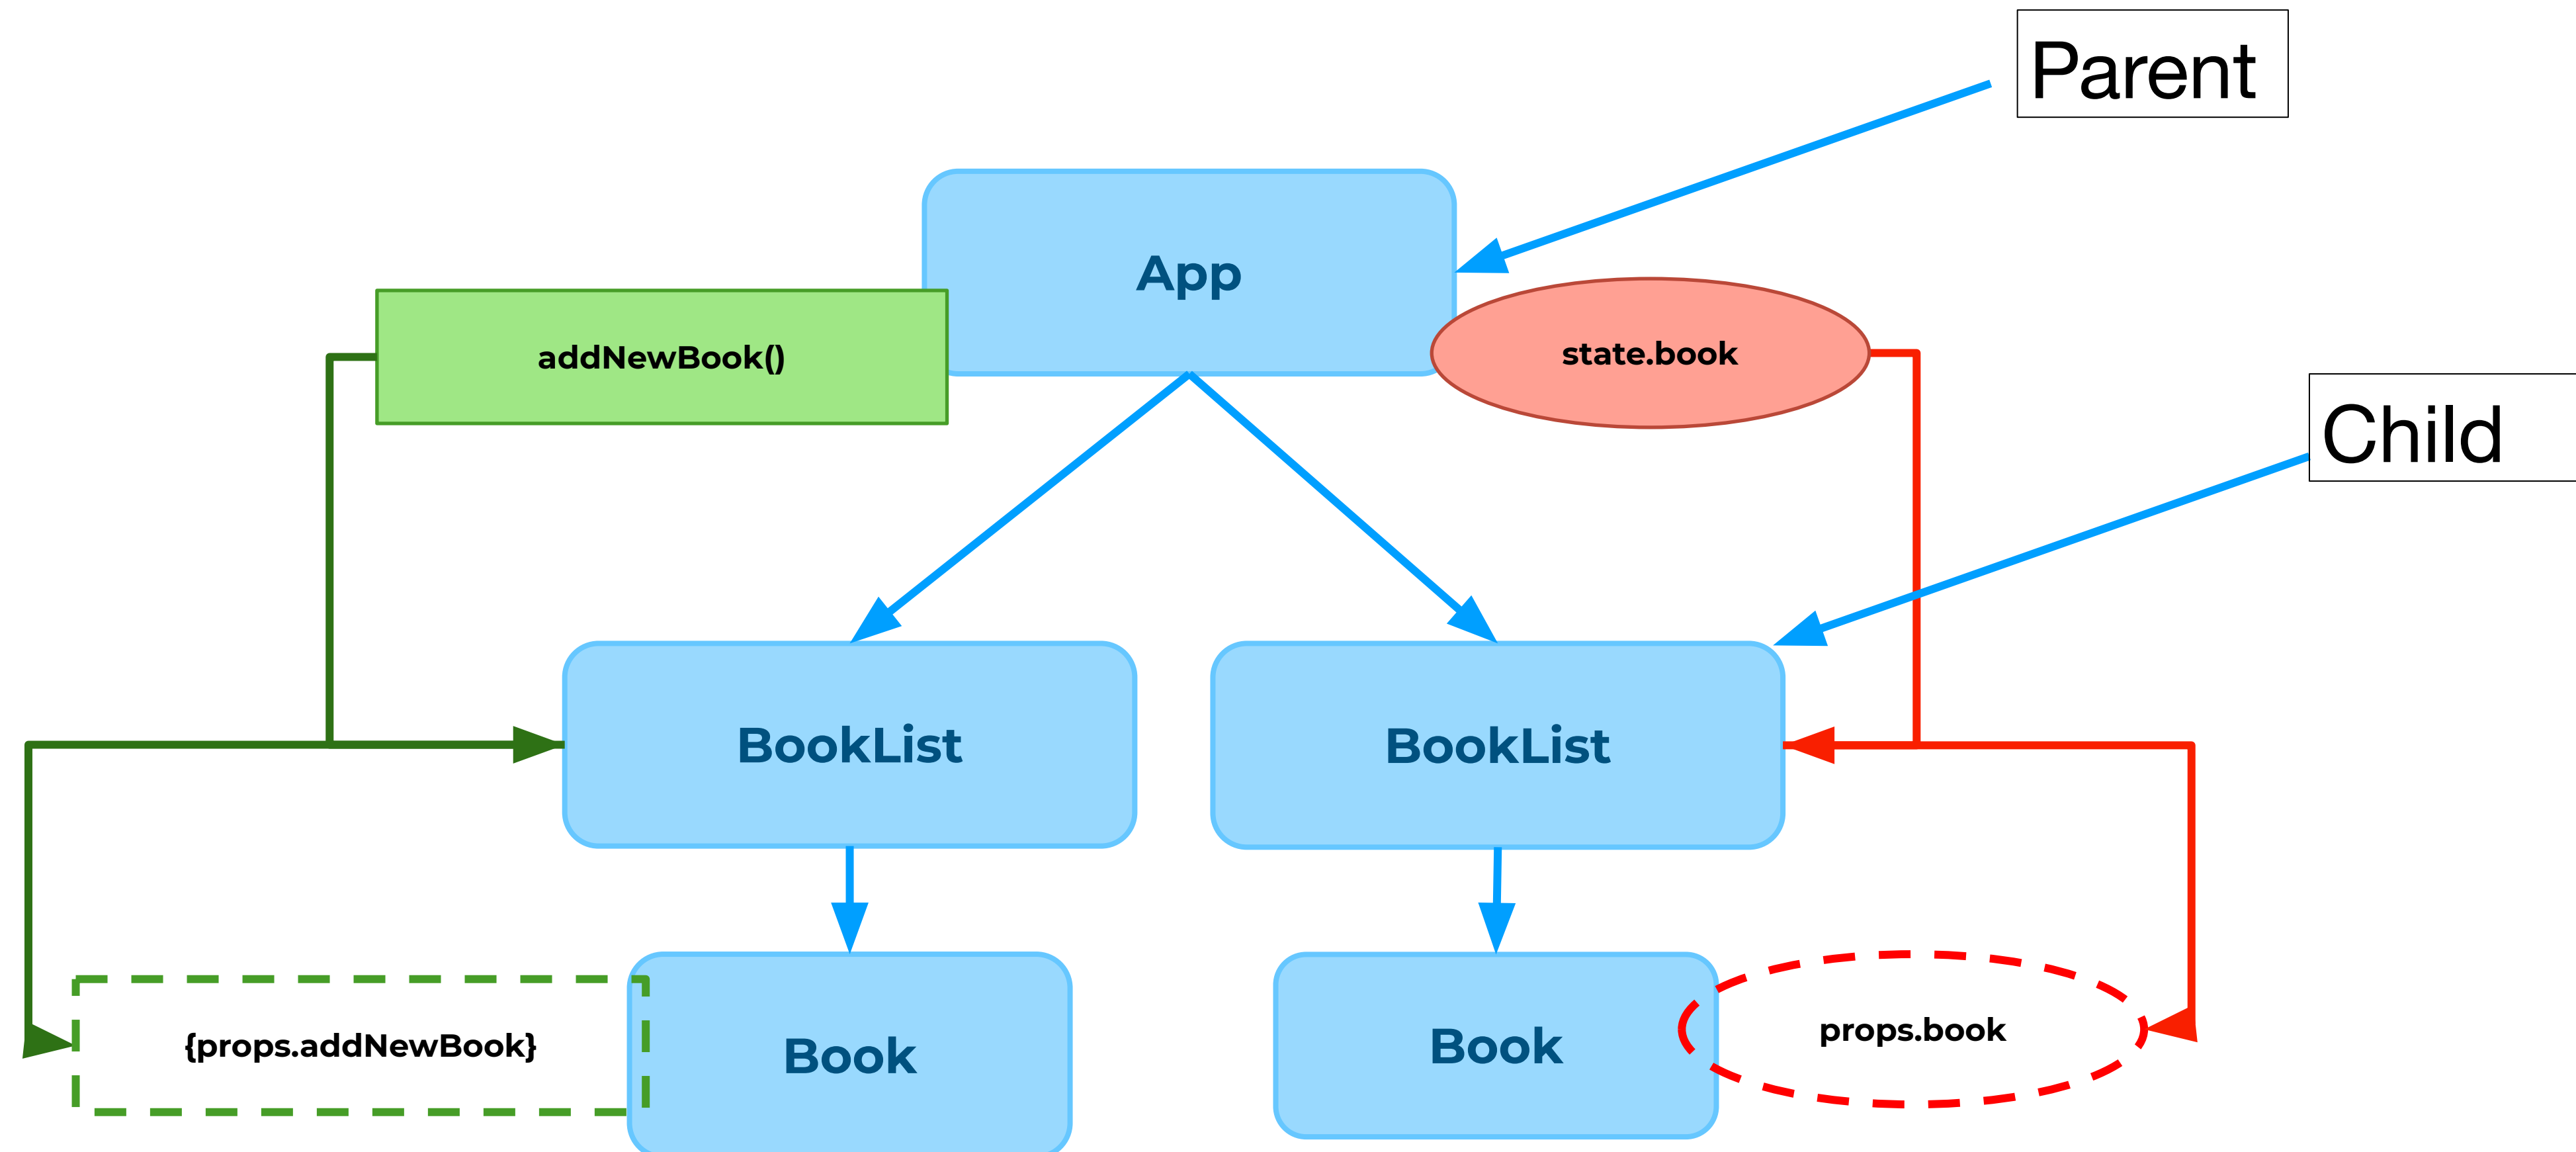 Parent
App
addNewBook()
state.book
Child
BookList
BookList
{props.addNewBook}
Book
Book
props.book